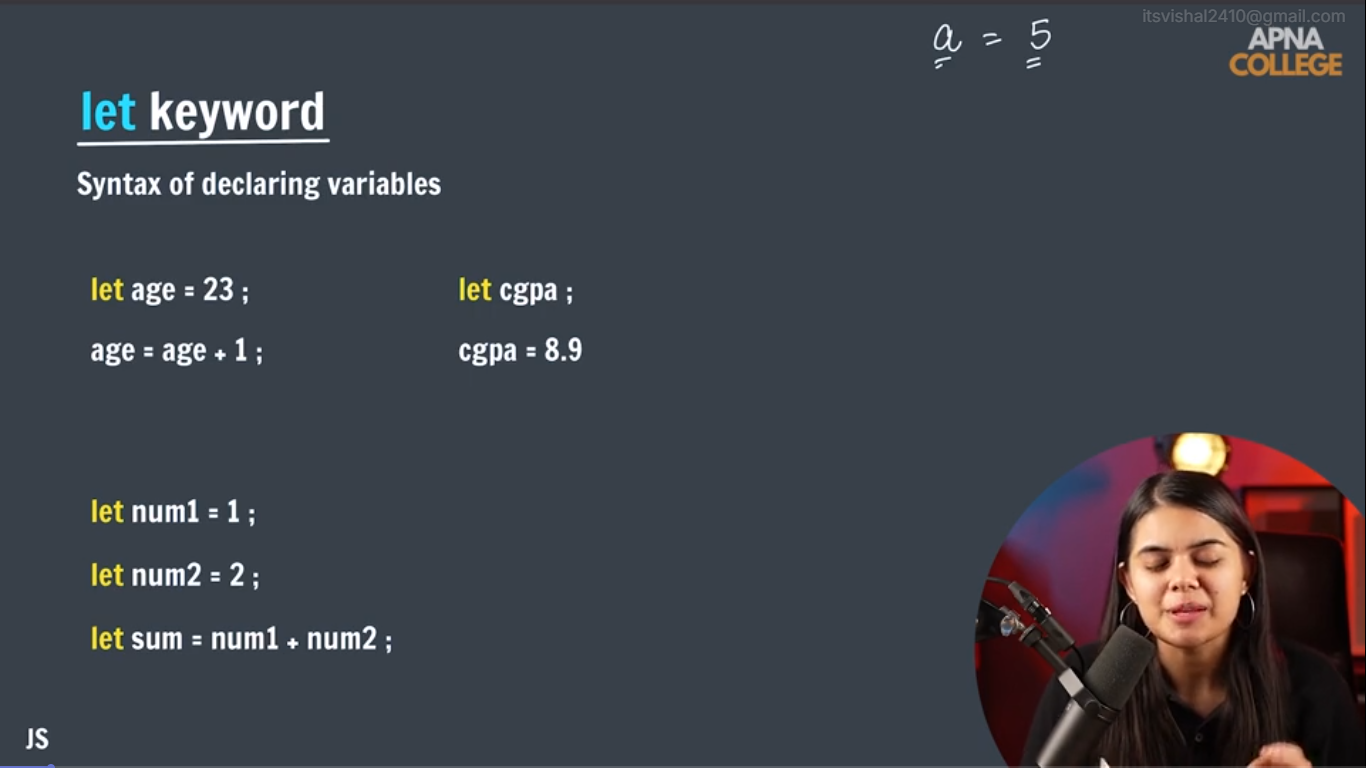 itsvishal2410@gmail.com
a = 5
APNA
COLLEGE
let keyword
Syntax of declaring variables
let age = 23 ;
age = age + 1 ;
let cgpa ;
cgpa = 8.9
let num1 = 1 ;
let num2 = 2 ;
let sum = num1 + num2 ;
JS